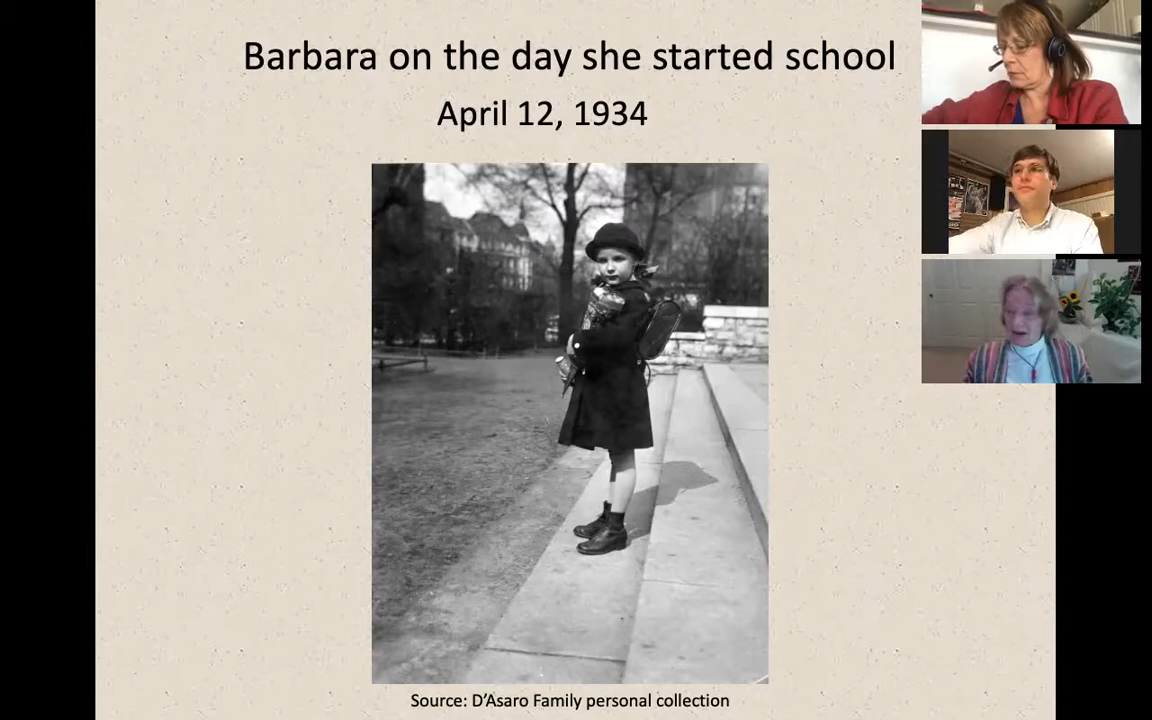 Barbara on the day she started school
April 12, 1934
Source: D'Asaro Family personal collection